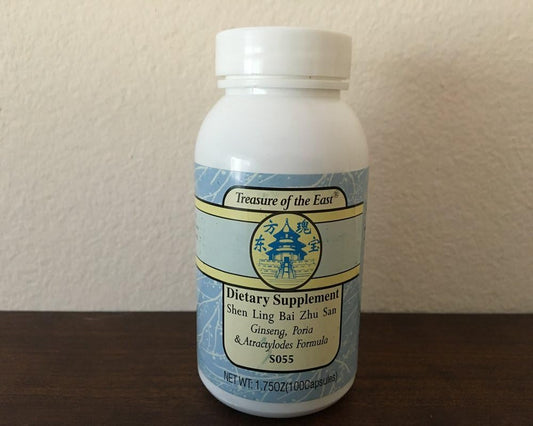 Treasure of the East®
东方瑰宝
Dietary Supplement
Shen Ling Bai Zhu San
Ginseng, Poria
& Atractylodes Formula
S055
NET WT. 1.75OZ(100Capsules)